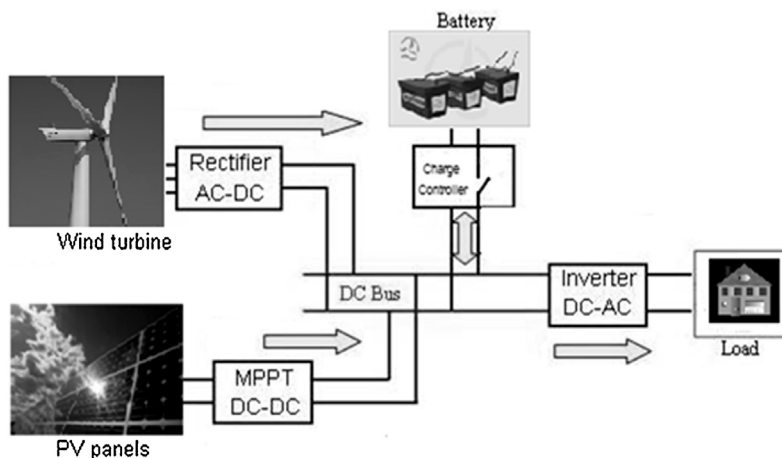 Battery
Rectifier
AC-DC
Charge
Controller
Wind turbine
DC Bus
Inverter
DC-AC
Load
MPPT
DC-DC
PV panels